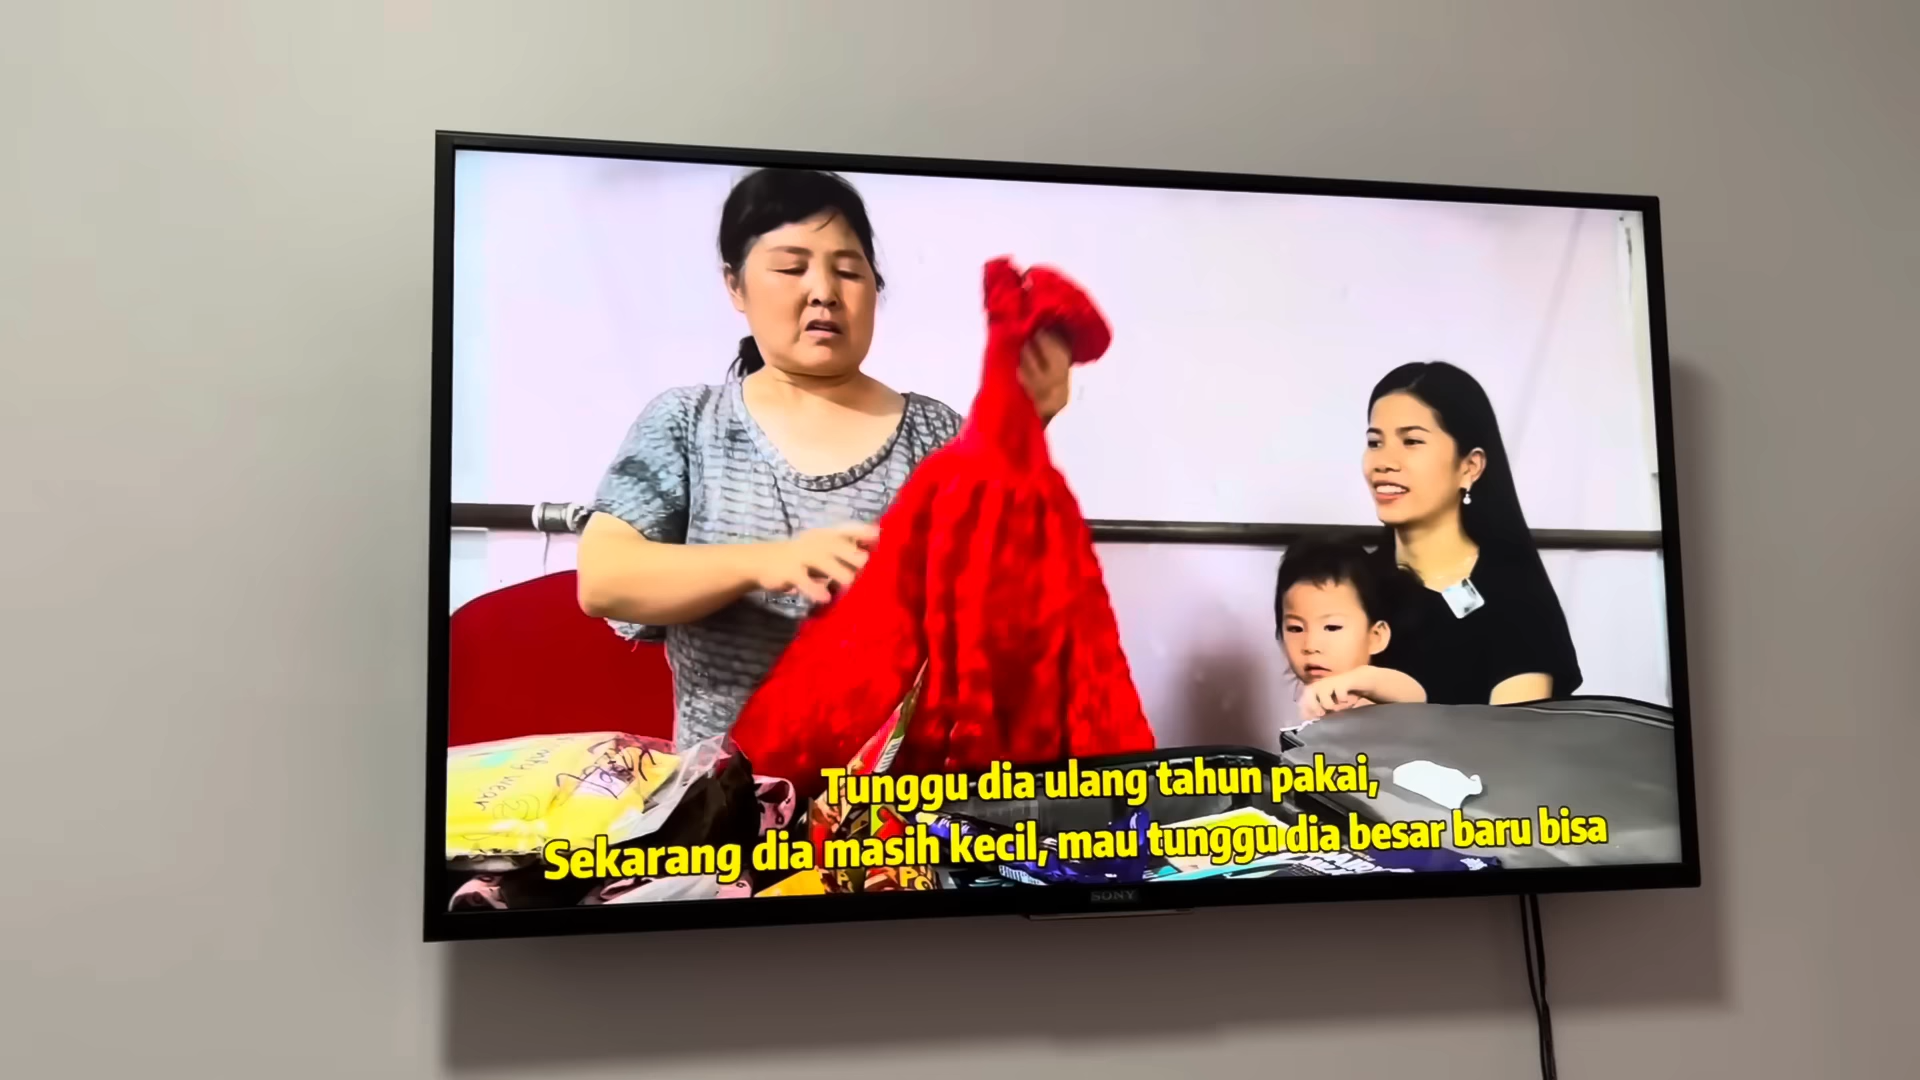 Tunggu dia ulang tahun pakai,
Sekarang dia masih kecil, mau tunggu dia besar baru bisa
SONY